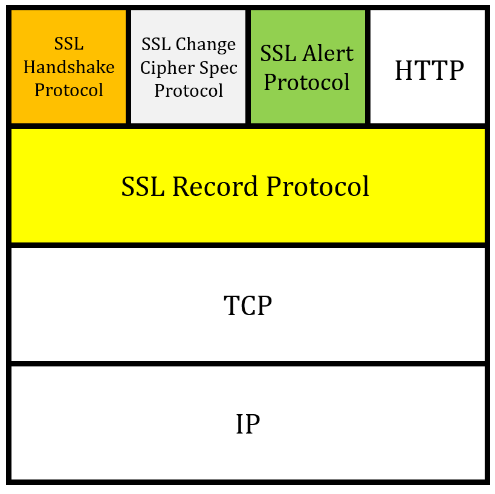 SSL
Handshake
Protocol
SSL Change
Cipher Spec
Protocol
SSL Alert
Protocol
HTTP
SSL Record Protocol
TCP
IP